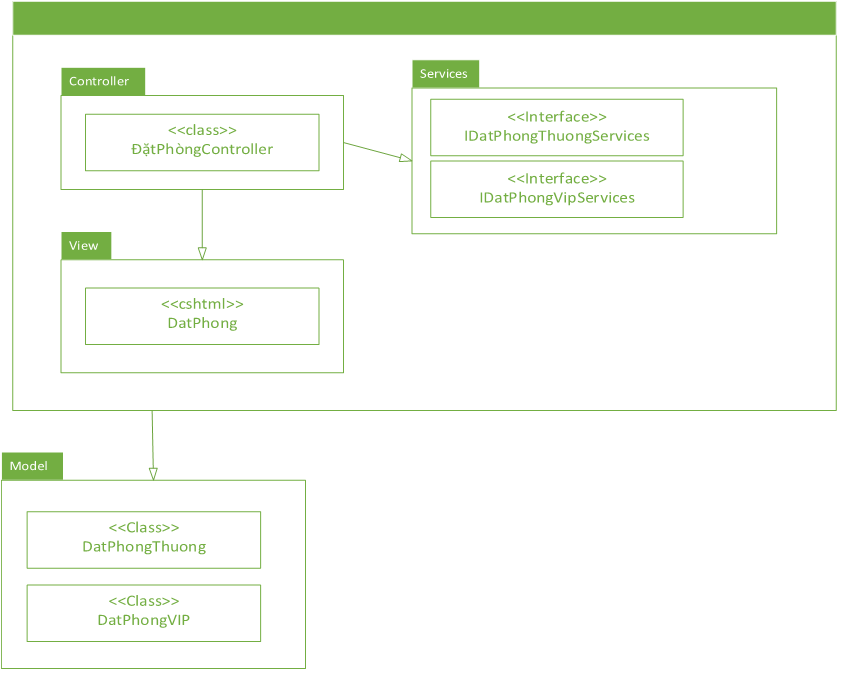 Controller
<<class>>
ĐặtPhòngController
Services
<<Interface>>
IDatPhongThuongServices
<<Interface>>
IDatPhongVipServices
View
<<cshtml>>
DatPhong
Model
<<Class>>
DatPhongThuong
<<Class>>
DatPhongVIP